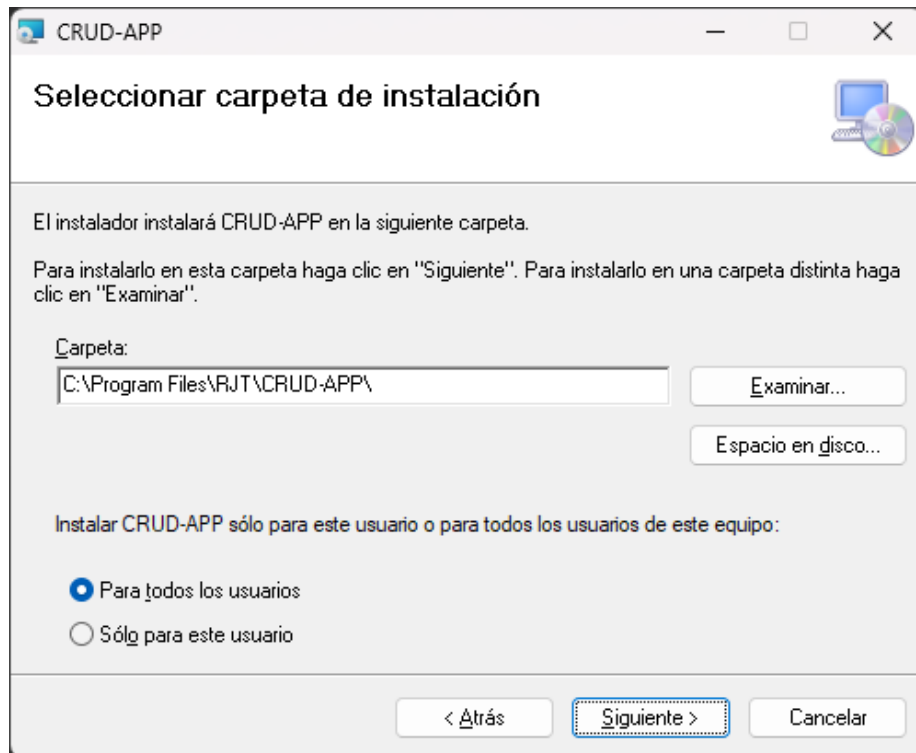 CRUD-APP
Seleccionar carpeta de instalación
El instalador instalará CRUD-APP en la siguiente carpeta.
Para instalarlo en esta carpeta haga clic en "Siguiente". Para instalarlo en una carpeta distinta haga
clic en "Examinar".
Carpeta:
C:\Program Files\RJT\CRUD-APP\
Examinar...
Espacio en disco...
Instalar CRUD-APP sólo para este usuario o para todos los usuarios de este equipo:
Para todos los usuarios
Sólo para este usuario
< Atrás
Siguiente >
Cancelar